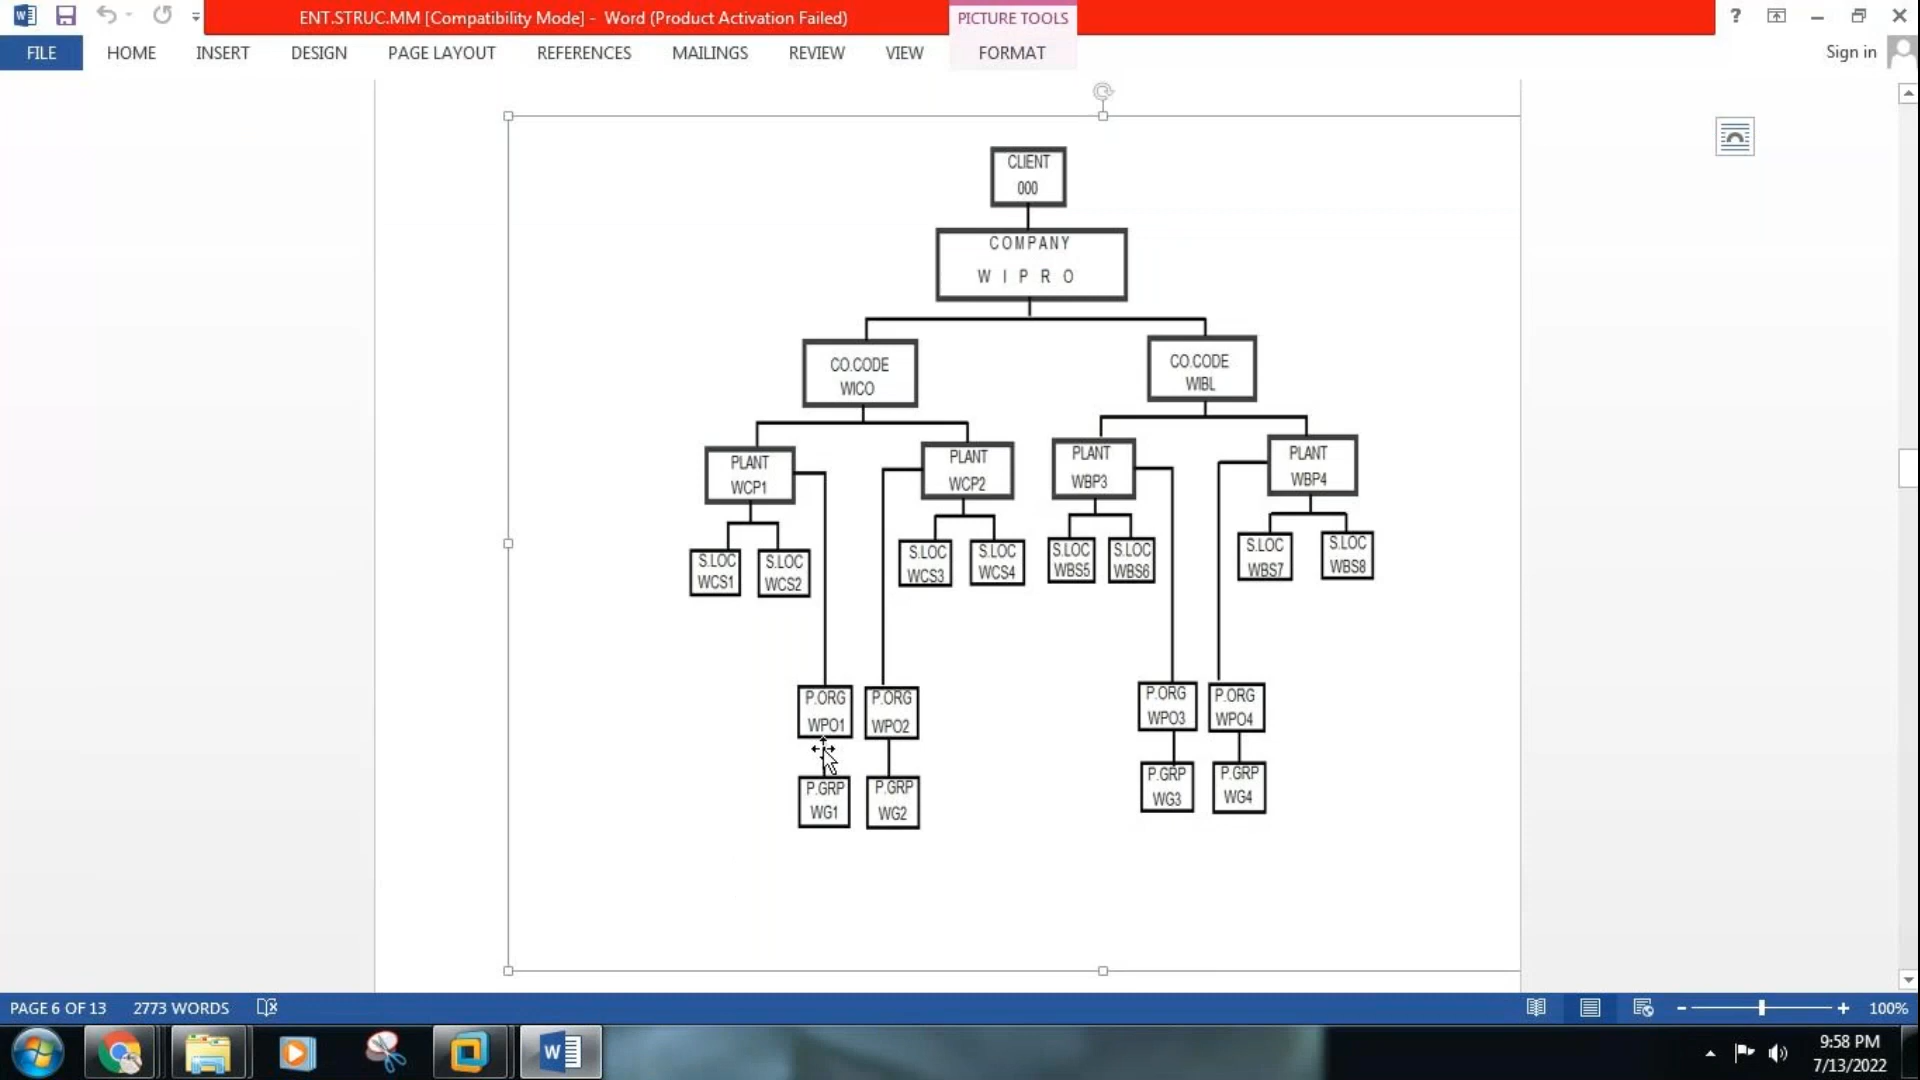 ENT.STRUC.MM [Compatibility Mode] - Word (Product Activation Failed)
PICTURE TOOLS
?
FILE
HOME
INSERT
DESIGN
PAGE LAYOUT
REFERENCES
MAILINGS
REVIEW
VIEW
FORMAT
Sign in
CLIENT
000
COMPANY
WIPRO
CO.CODE
WICO
CO.CODE
WIBL
PLANT
WCP1
PLANT
WCP2
PLANT
WBP3
PLANT
WBP4
S.LOC
WCS1
S.LOC
WCS2
S.LOC
WCS3
S.LOC
WCS4
S.LOC
WBS5
S.LOC
WBS6
S.LOC
WBS7
S.LOC
WBS8
P.ORG
WPO1
P.ORG
WPO2
P.ORG
WPO3
P.ORG
WPO4
P.GRP
WG1
P.GRP
WG2
P.GRP
WG3
P.GRP
WG4
PAGE 6 OF 13
2773 WORDS
100%
9:58 PM
7/13/2022